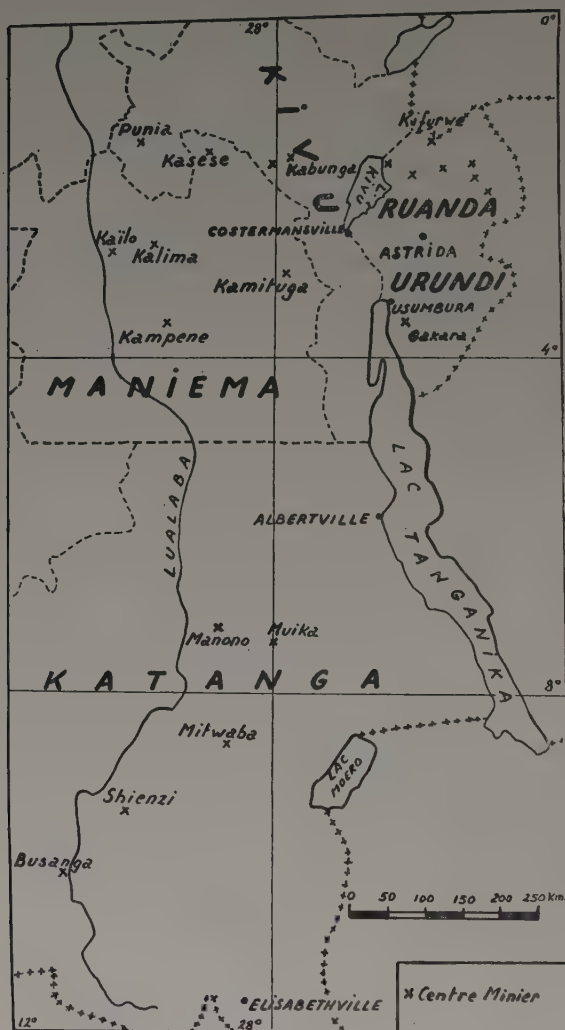 28°
0°
Punia
Kasese
Kabunga
Kifurwe
KIVU
RUANDA
COSTERMANSVILLE
ASTRIDA
Kaïlo
Kalima
Kamituga
URUNDI
USUMBURA
Gakara
Kampene
4°
MANiEMA
LUALABA
LAC TANGANIKA
ALBERTVILLE
Manono
Muika
KATANGA
8°
Mitwaba
LAC MOERO
Shienzi
Busanga
0 50 100 150 200 250 Km.
x Centre Minier
ELISABETHVILLE
12°
28°